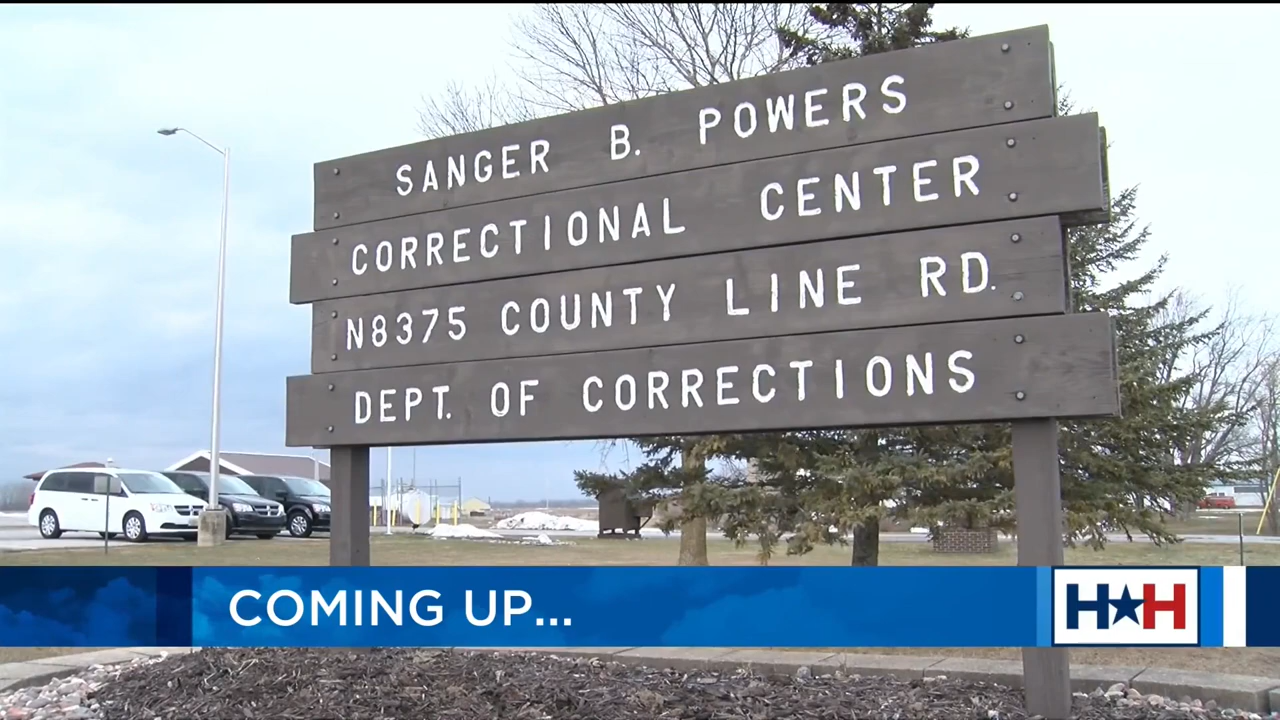 SANGER B. POWERS
CORRECTIONAL CENTER
N8375 COUNTY LINE RD.
DEPT. OF CORRECTIONS
COMING UP...
H★H